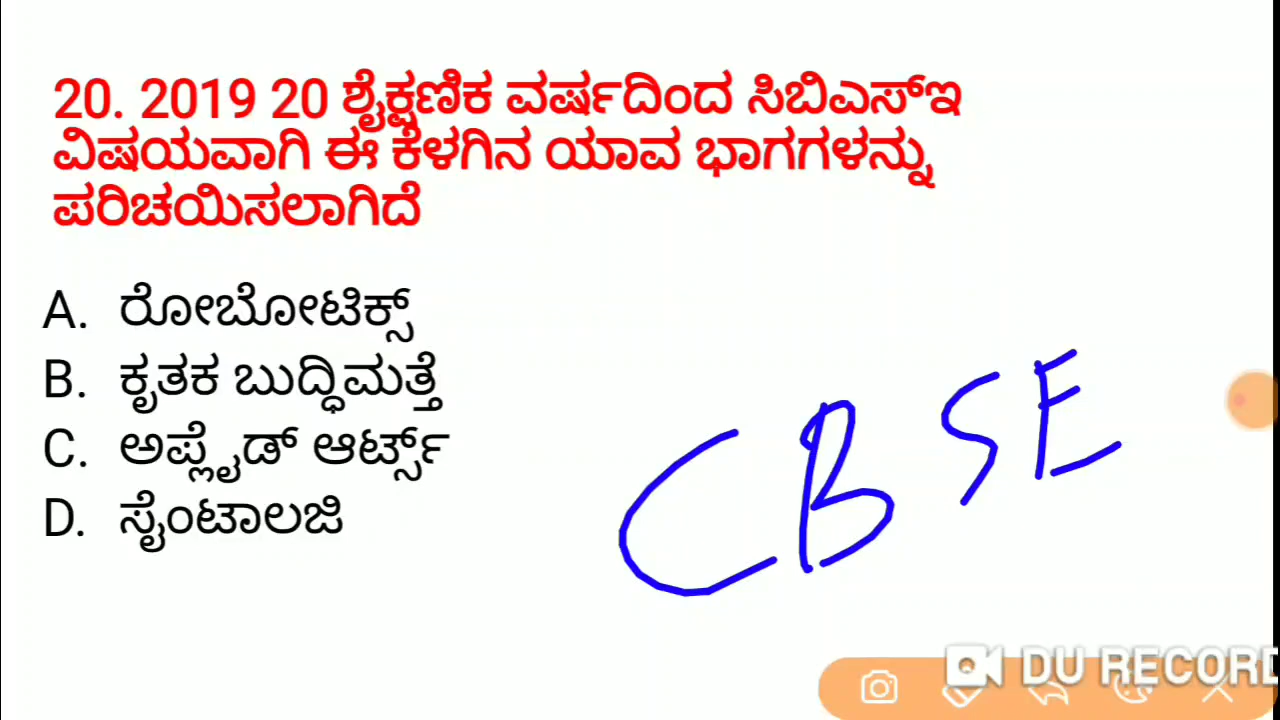 20. 2019 20 ಶೈಕ್ಷಣಿಕ ವರ್ಷದಿಂದ ಸಿಬಿಎಸ್ಇ
ವಿಷಯವಾಗಿ ಈ ಕೆಳಗಿನ ಯಾವ ಭಾಗಗಳನ್ನು
ಪರಿಚಯಿಸಲಾಗಿದೆ
A. ರೋಬೋಟಿಕ್ಸ್
B. ಕೃತಕ ಬುದ್ಧಿಮತ್ತೆ
C. ಅಪ್ಲೈಡ್ ಆರ್ಟ್ಸ್
D. ಸೈಂಟಾಲಜಿ
CBSE
DU RECORD